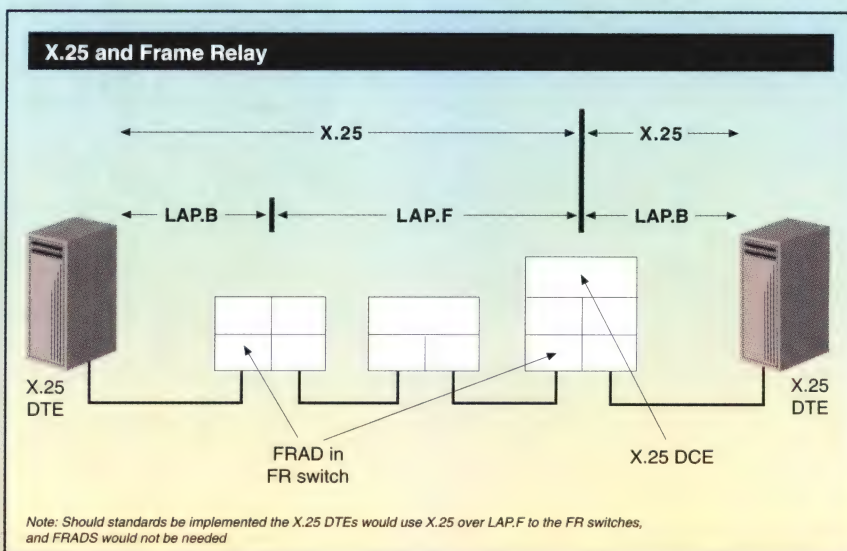 X.25 and Frame Relay
X.25
X.25
LAP.B
LAP.F
LAP.B
X.25
DTE
FRAD in
FR switch
X.25 DCE
X.25
DTE
Note: Should standards be implemented the X.25 DTEs would use X.25 over LAP.F to the FR switches,
and FRADS would not be needed